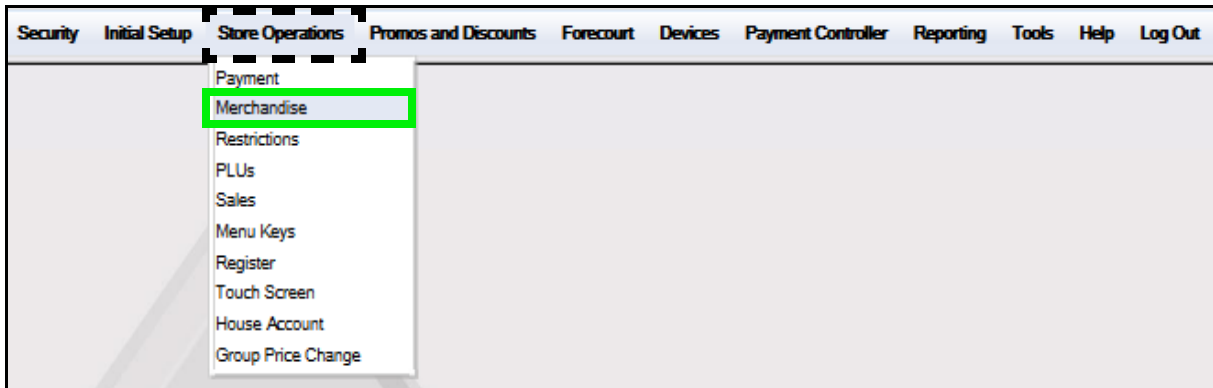 Security Initial Setup Store Operations Promos and Discounts Forecourt Devices Payment Controller Reporting Tools Help Log Out
Payment
Merchandise
Restrictions
PLUs
Sales
Menu Keys
Register
Touch Screen
House Account
Group Price Change